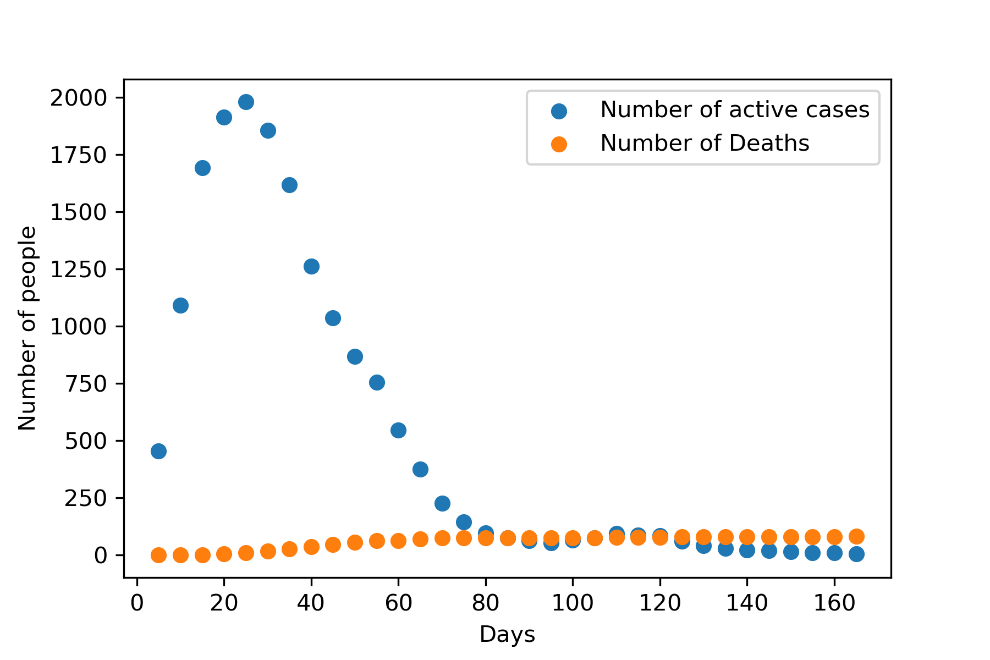 2000
1750
1500
1250
1000
750
500
250
0
Number of people
Number of active cases
Number of Deaths
0 20 40 60 80 100 120 140 160
Days